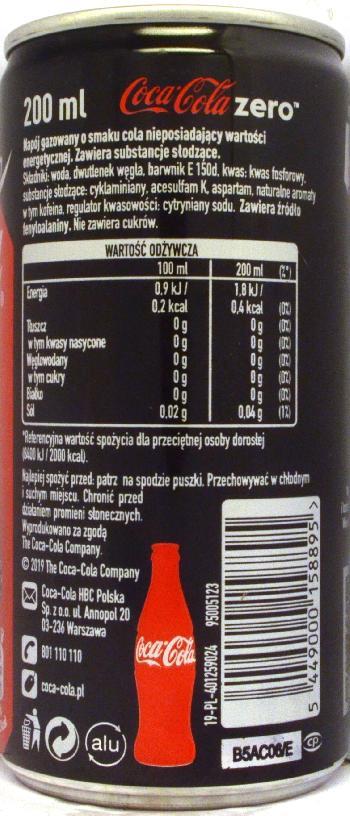 200 ml Coca-Cola zero™
Napój gazowany o smaku cola nieposiadający wartości
energetycznej. Zawiera substancje słodzące.
Składniki: woda, dwutlenek węgla, barwnik E 150d, kwas: kwas fosforowy,
substancje słodzące: cyklaminiany, acesulfam K, aspartam, naturalne aromaty
w tym kofeina, regulator kwasowości: cytryniany sodu. Zawiera źródło
fenyloalaniny. Nie zawiera cukrów.
WARTOŚĆ ODŻYWCZA
100 ml 200 ml (%*)
Energia 0.9 kJ / 1,8 kJ /
0,2 kcal 0,4 kcal (0%)
Tłuszcz 0 g 0 g (0%)
w tym kwasy nasycone 0 g 0 g (0%)
Węglowodany 0 g 0 g (0%)
w tym cukry 0 g 0 g (0%)
Białko 0 g 0 g (0%)
Sól 0,02 g 0,04 g (1%)
*Referencyjna wartość spożycia dla przeciętnej osoby dorosłej
(8400 kJ / 2000 kcal).
Najlepiej spożyć przed: patrz na spodzie puszki. Przechowywać w chłodnym
i suchym miejscu. Chronić przed
działaniem promieni słonecznych.
Wyprodukowano za zgodą
The Coca-Cola Company.
© 2019 The Coca-Cola Company
Coca-Cola HBC Polska
Sp. z o.o. ul. Annopol 20
03-236 Warszawa
801 110 110
coca-cola.pl
alu
Coca-Cola
19-PL-401259024 950005123
5 449000 158895 >
B5AC06/E
CP